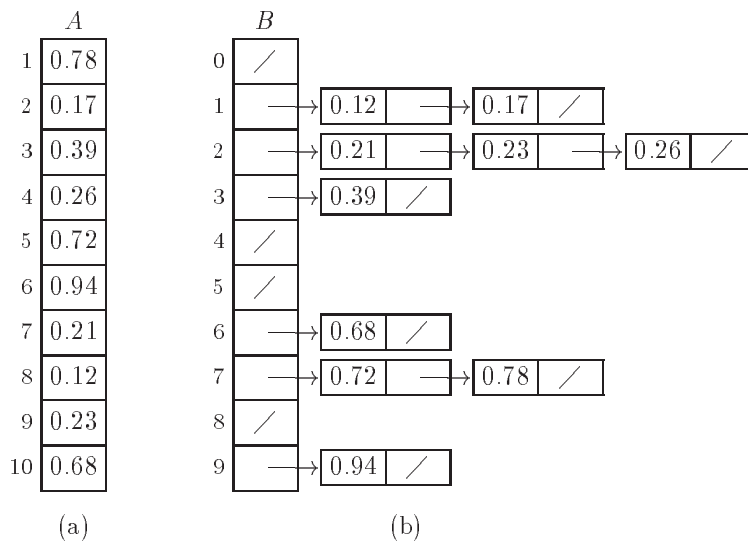 A B
1 0.78 0 /
2 0.17 1 0.12 0.17 /
3 0.39 2 0.21 0.23 0.26 /
4 0.26 3 0.39 /
5 0.72 4 /
6 0.94 5 /
7 0.21 6 0.68 /
8 0.12 7 0.72 0.78 /
9 0.23 8 /
10 0.68 9 0.94 /
(a) (b)